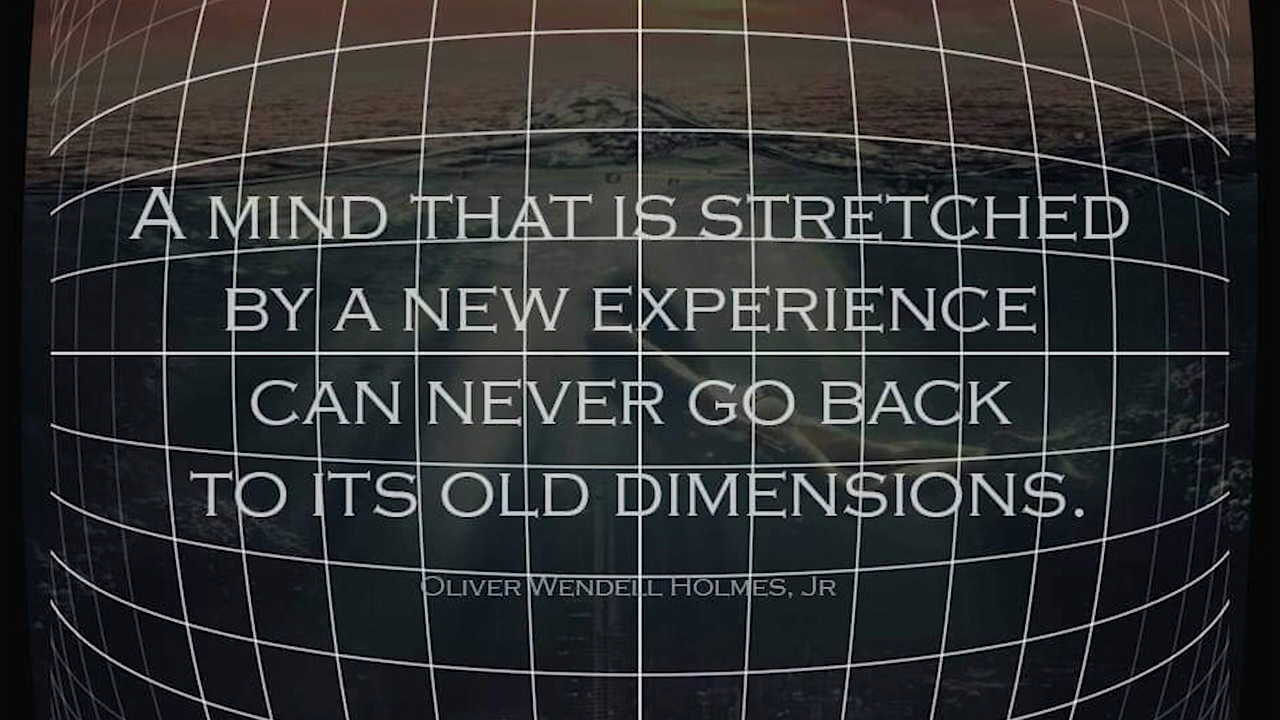 A MIND THAT IS STRETCHED
BY A NEW EXPERIENCE
CAN NEVER GO BACK
TO ITS OLD DIMENSIONS.
OLIVER WENDELL HOLMES, JR